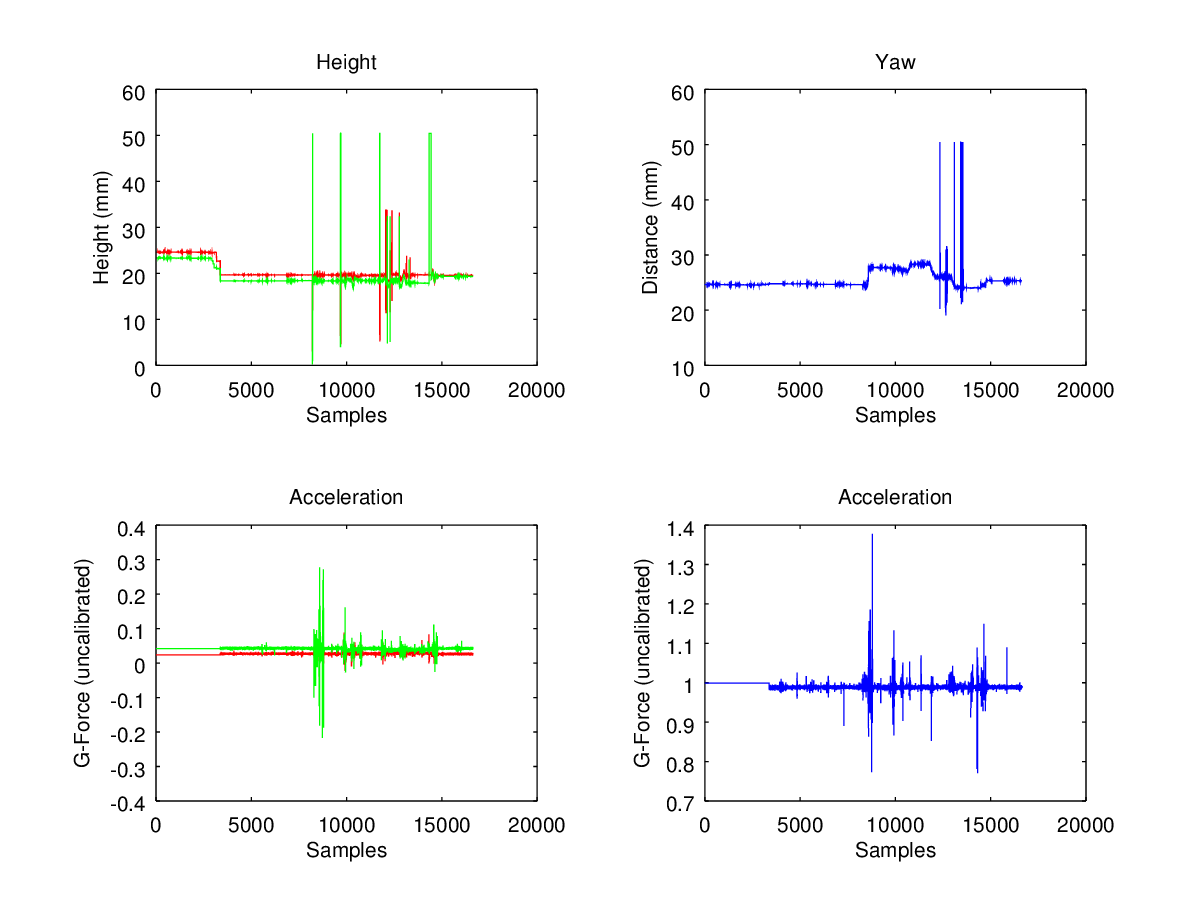 Height
Height (mm)
60
50
40
30
20
10
0
0 5000 10000 15000 20000
Samples
Yaw
Distance (mm)
60
50
40
30
20
10
0 5000 10000 15000 20000
Samples
Acceleration
G-Force (uncalibrated)
0.4
0.3
0.2
0.1
0
-0.1
-0.2
-0.3
-0.4
0 5000 10000 15000 20000
Samples
Acceleration
G-Force (uncalibrated)
1.4
1.3
1.2
1.1
1
0.9
0.8
0.7
0 5000 10000 15000 20000
Samples